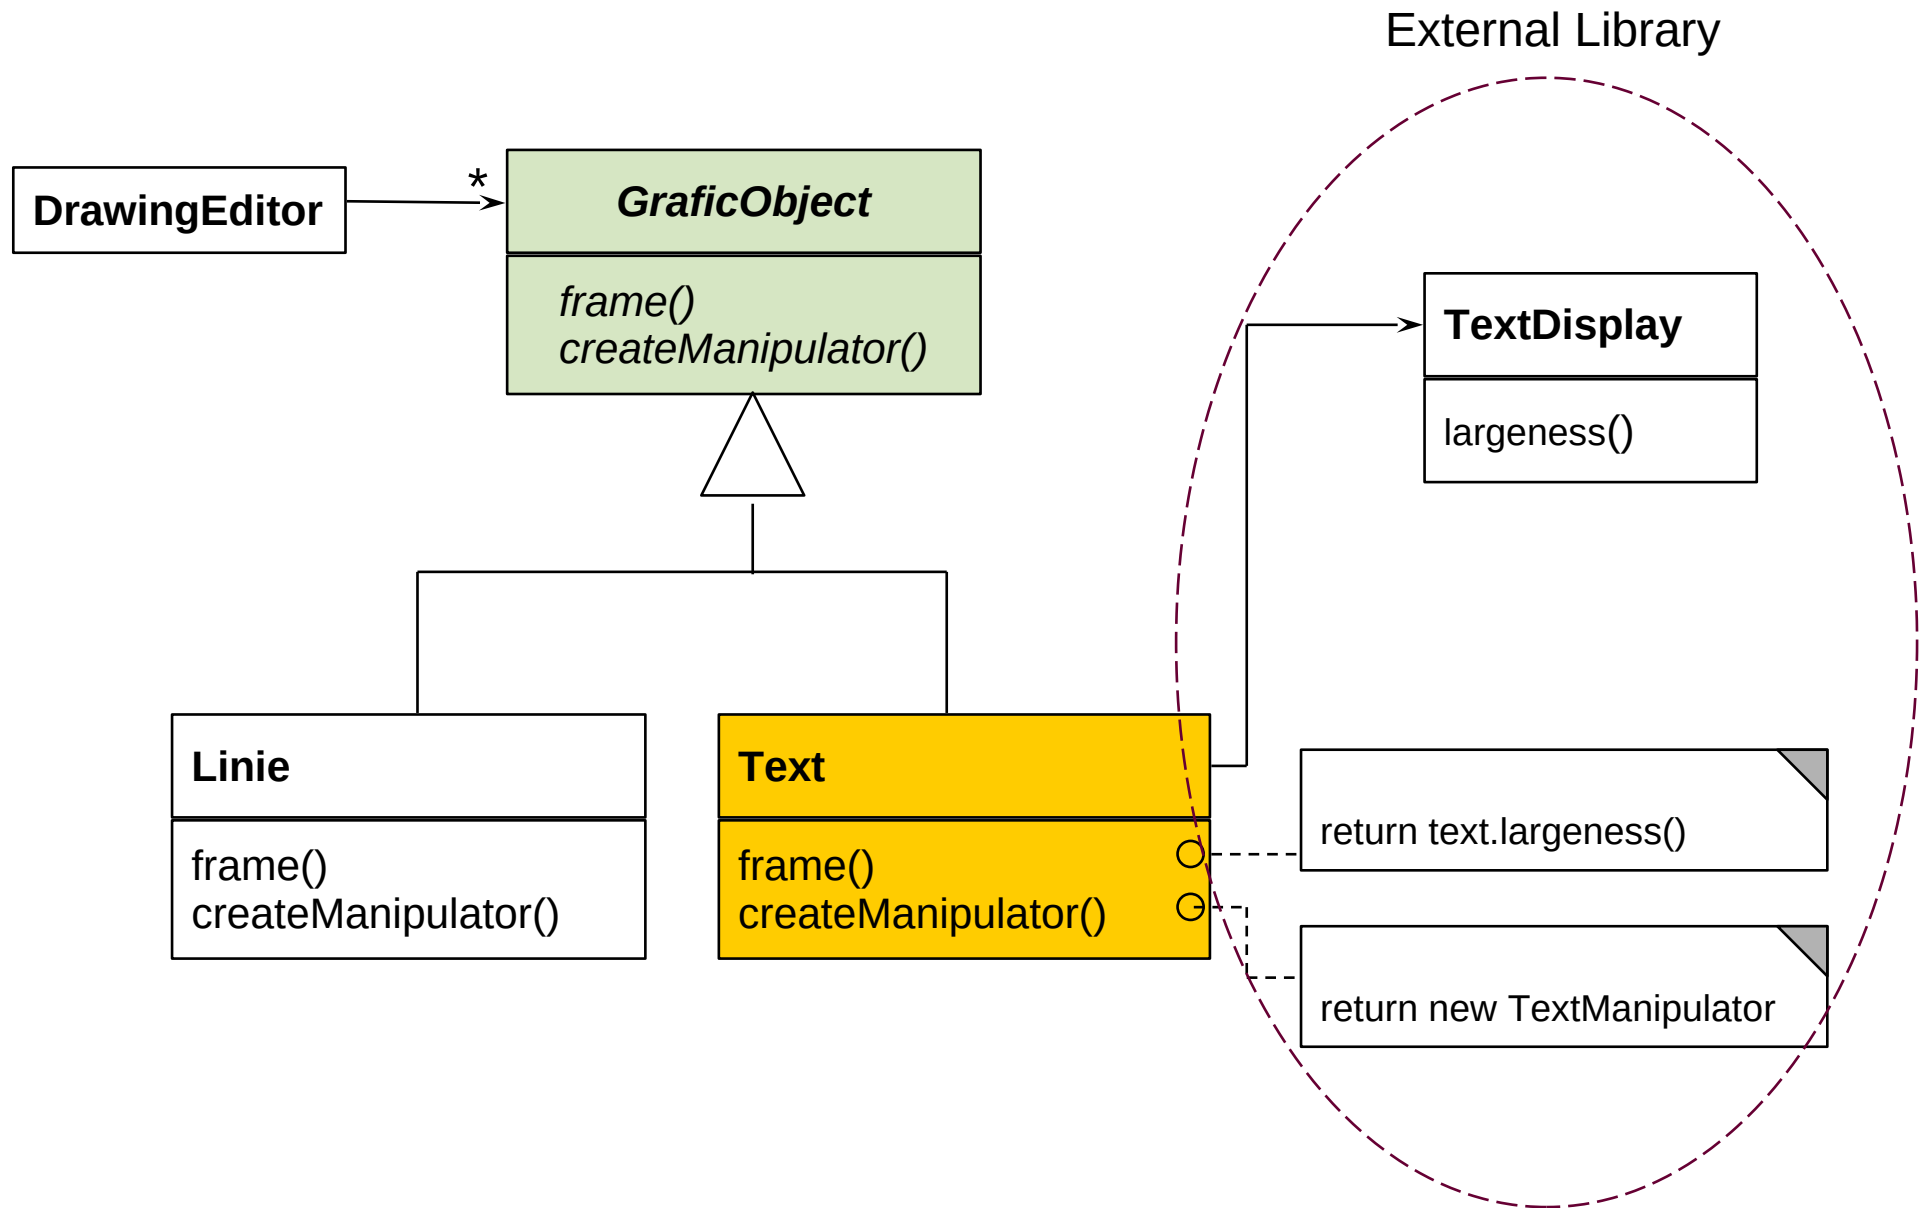 External Library
DrawingEditor
*
GraficObject
frame()
createManipulator()
TextDisplay
largeness()
Linie
frame()
createManipulator()
Text
frame()
createManipulator()
return text.largeness()
return new TextManipulator